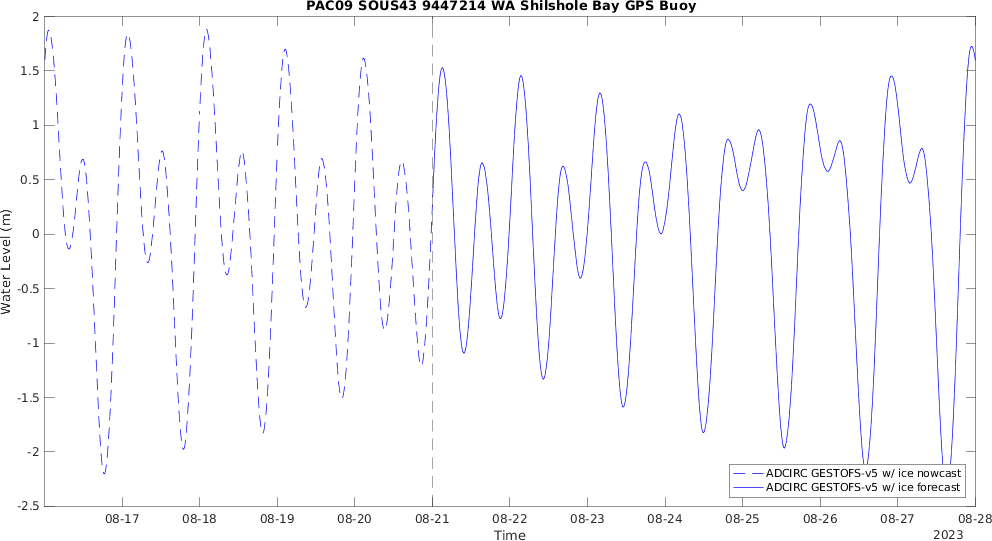 PAC09 SOUS43 9447214 WA Shilshole Bay GPS Buoy
2
1.5
1
0.5
0
-0.5
-1
-1.5
-2
-2.5
Water Level (m)
ADCIRC GESTOFS-v5 w/ ice nowcast
ADCIRC GESTOFS-v5 w/ ice forecast
08-17 08-18 08-19 08-20 08-21 08-22 08-23 08-24 08-25 08-26 08-27 08-28
Time
2023